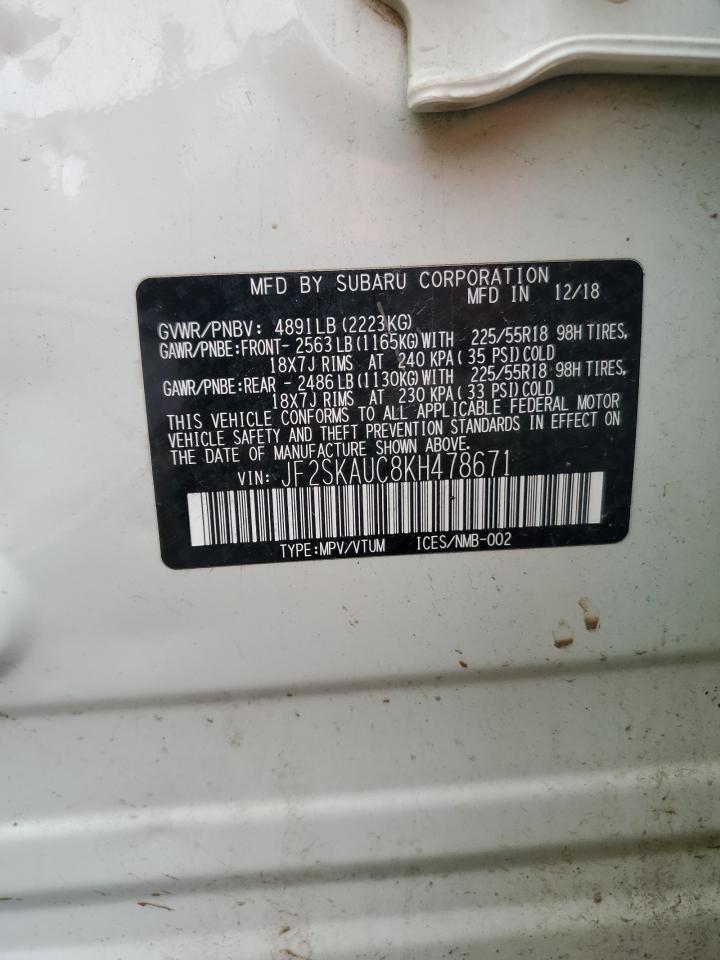 MFD BY SUBARU CORPORATION
MFD IN 12/18
GVWR/PNBV: 4891LB(2223KG)
GAWR/PNBE:FRONT- 2563LB(1165KG)WITH 225/55R18 98H TIRES,
18X7J RIMS AT 240 KPA( 35 PSI)COLD
GAWR/PNBE:REAR - 2486LB(1130KG)WITH 225/55R18 98H TIRES,
18X7J RIMS AT 230 KPA( 33 PSI)COLD
THIS VEHICLE CONFORMS TO ALL APPLICABLE FEDERAL MOTOR
VEHICLE SAFETY AND THEFT PREVENTION STANDARDS IN EFFECT ON
THE DATE OF MANUFACTURE SHOWN ABOVE.
VIN: JF2SKAUC8KH478671
TYPE:MPV/VTUM ICES/NMB-002